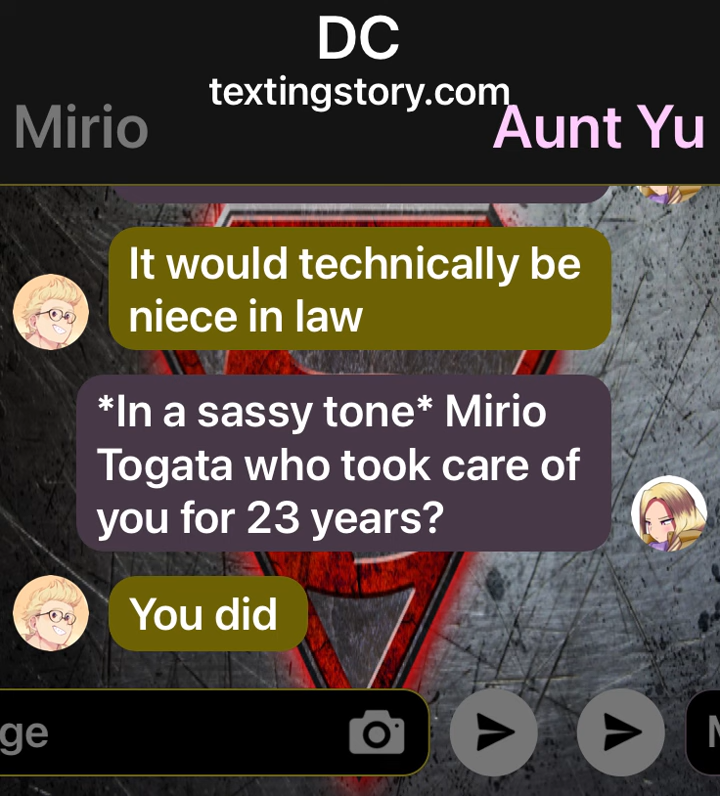 DC
textingstory.com
Mirio
Aunt Yu
It would technically be
niece in law
*In a sassy tone* Mirio
Togata who took care of
you for 23 years?
You did
ge